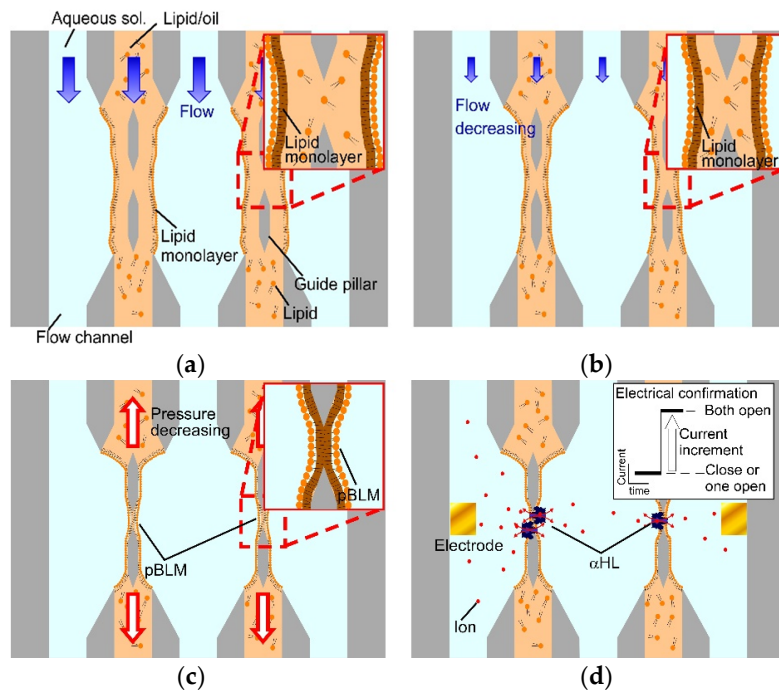 Aqueous sol.
Lipid/oil
Flow
Lipid
monolayer
Lipid
monolayer
Guide pillar
Lipid
Flow channel
(a)
Flow
decreasing
Lipid
monolayer
(b)
Pressure
decreasing
pBLM
pBLM
(c)
Electrical confirmation
Both open
Current
increment
Close or
one open
Current
time
Electrode
αHL
Ion
(d)